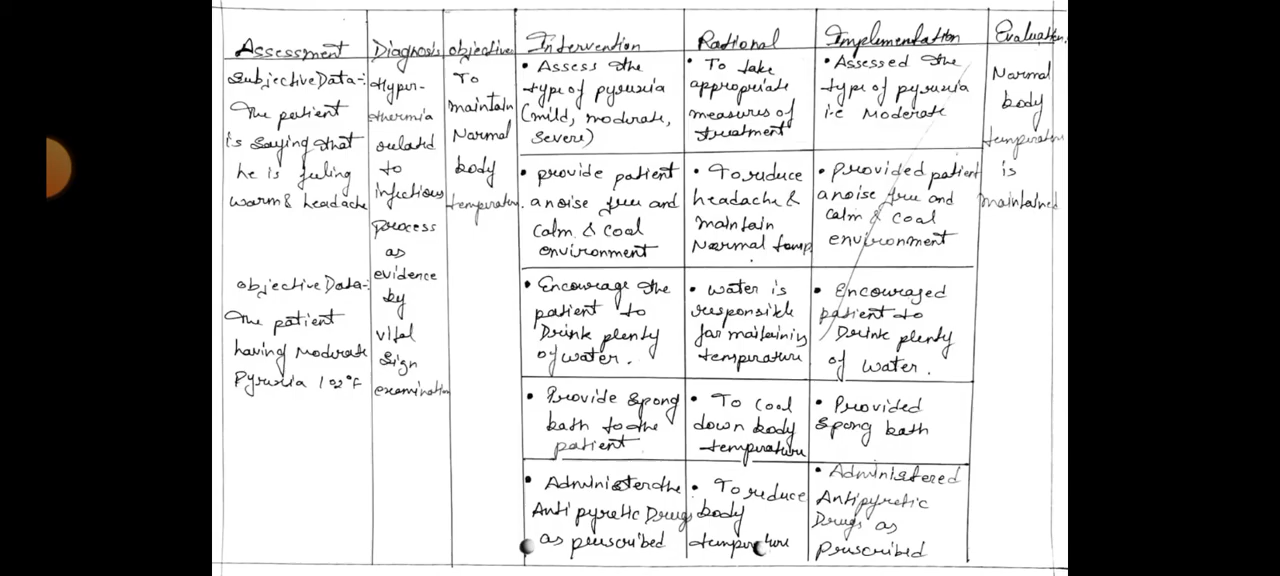 Assessment
Subjective Data -:
The patient
is saying that
he is feeling
warm & headache
objective Data -:
The patient
having Moderate
Pyrexia 102°F
Diagnosis
Hyper-
thermia
related
to
infectious
process
as
evidence
by
vital
sign
examination
objective
To
maintain
Normal
body
temperature
Intervention
• Assess the
type of pyrexia
(mild, moderate,
severe)
• provide patient
a noise free and
calm & coal
environment
• Encourage the
patient to
Drink plenty
of water.
• Provide spong
bath to the
patient
• Administer the
Antipyretic Drugs
as prescribed
Rational
• To take
appropriate
measures of
treatment
• To reduce
headache &
maintain
Normal temp
• water is
responsible
for maitaining
temperature
• To cool
down body
temperature
• To reduce
body
temperature
Implementation
• Assessed the
type of pyrexia
i.e Moderate
• Provided patient
a noise free and
calm & coal
environment
• Encouraged
patient to
Drink plenty
of water.
• Provided
spong bath
• Administered
Antipyretic
Drugs as
Prescribed
Evaluation
Normal
body
temperature
is
maintained